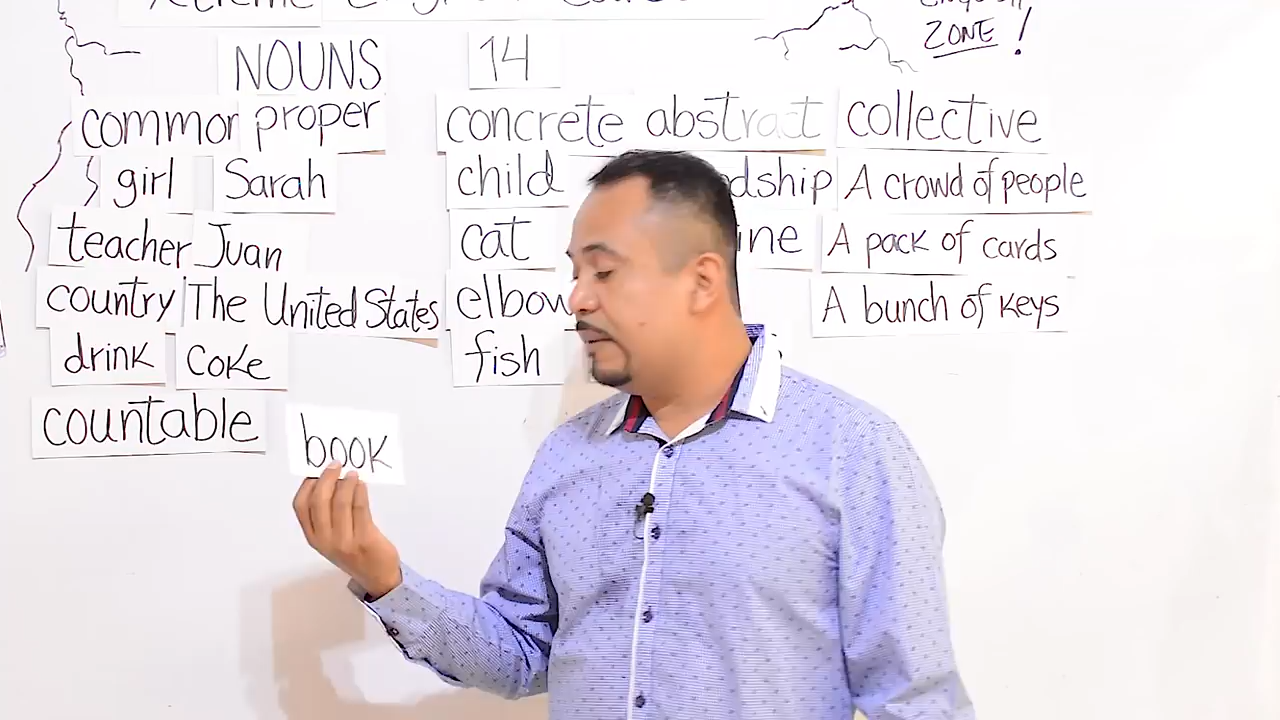 NOUNS 14
ZONE!
common proper concrete abstract collective
girl Sarah child A crowd of people
teacher Juan cat A pack of cards
country The United States elbow A bunch of keys
drink Coke fish
countable
book